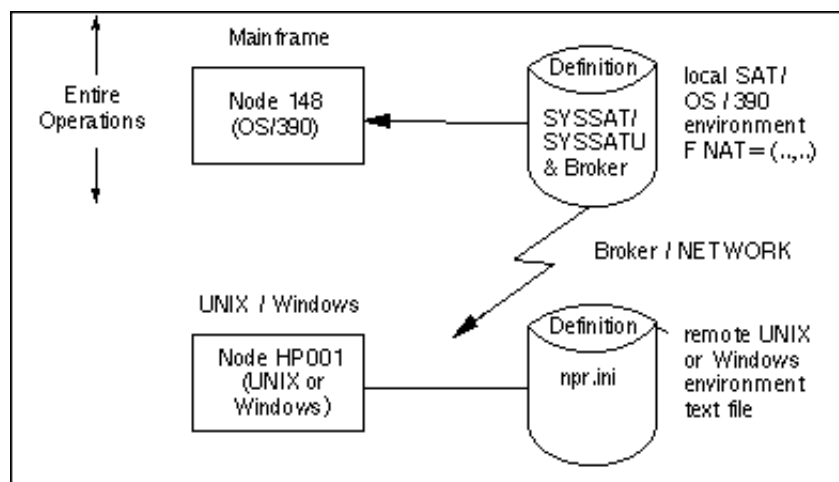 Mainframe
Entire
Operations
Node 148
(OS/390)
Definition
SYSSAT/
SYSSATU
& Broker
local SAT/
OS / 390
environment
F NAT = (..,..)
Broker / NETWORK
UNIX / Windows
Node HP001
(UNIX or
Windows)
Definition
npr.ini
remote UNIX
or Windows
environment
text file